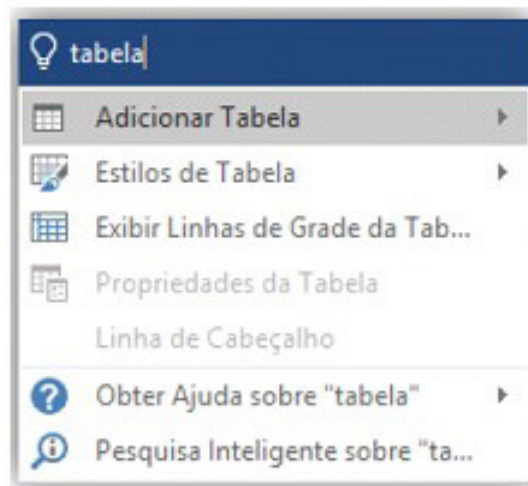 tabela
Adicionar Tabela
Estilos de Tabela
Exibir Linhas de Grade da Tab...
Propriedades da Tabela
Linha de Cabeçalho
Obter Ajuda sobre "tabela"
Pesquisa Inteligente sobre "ta...